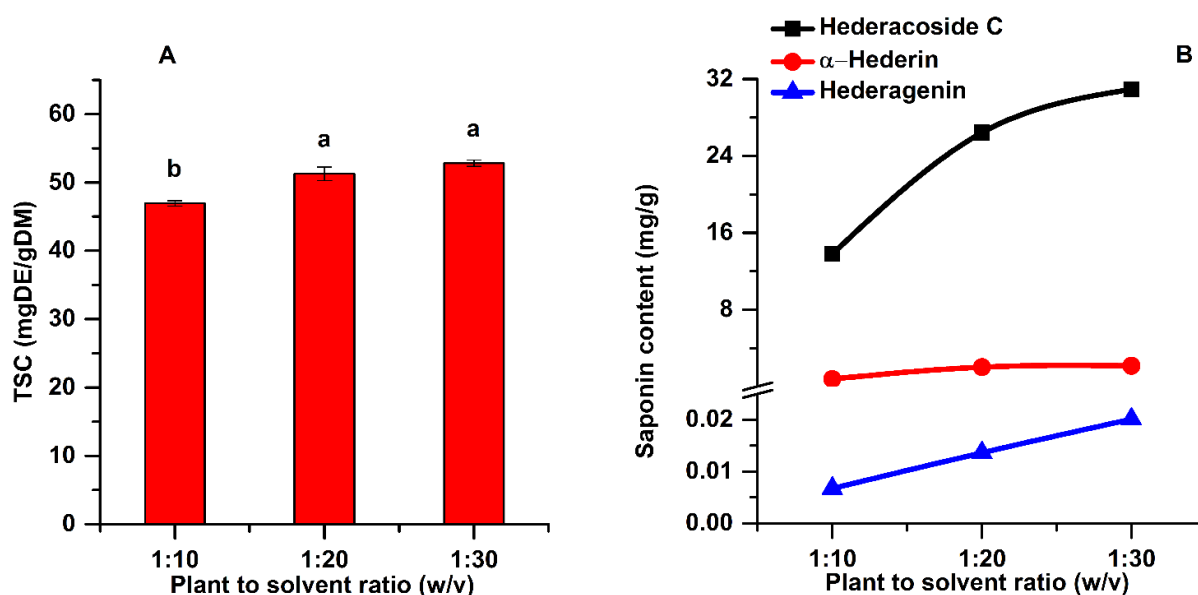 A
TSC (mgDE/gDM)
60
50
40
30
20
10
0
b
a
a
1:10
1:20
1:30
Plant to solvent ratio (w/v)
Hederacoside C
α−Hederin
Hederagenin
B
Saponin content (mg/g)
32
24
16
8
0.02
0.01
0.00
1:10
1:20
1:30
Plant to solvent ratio (w/v)